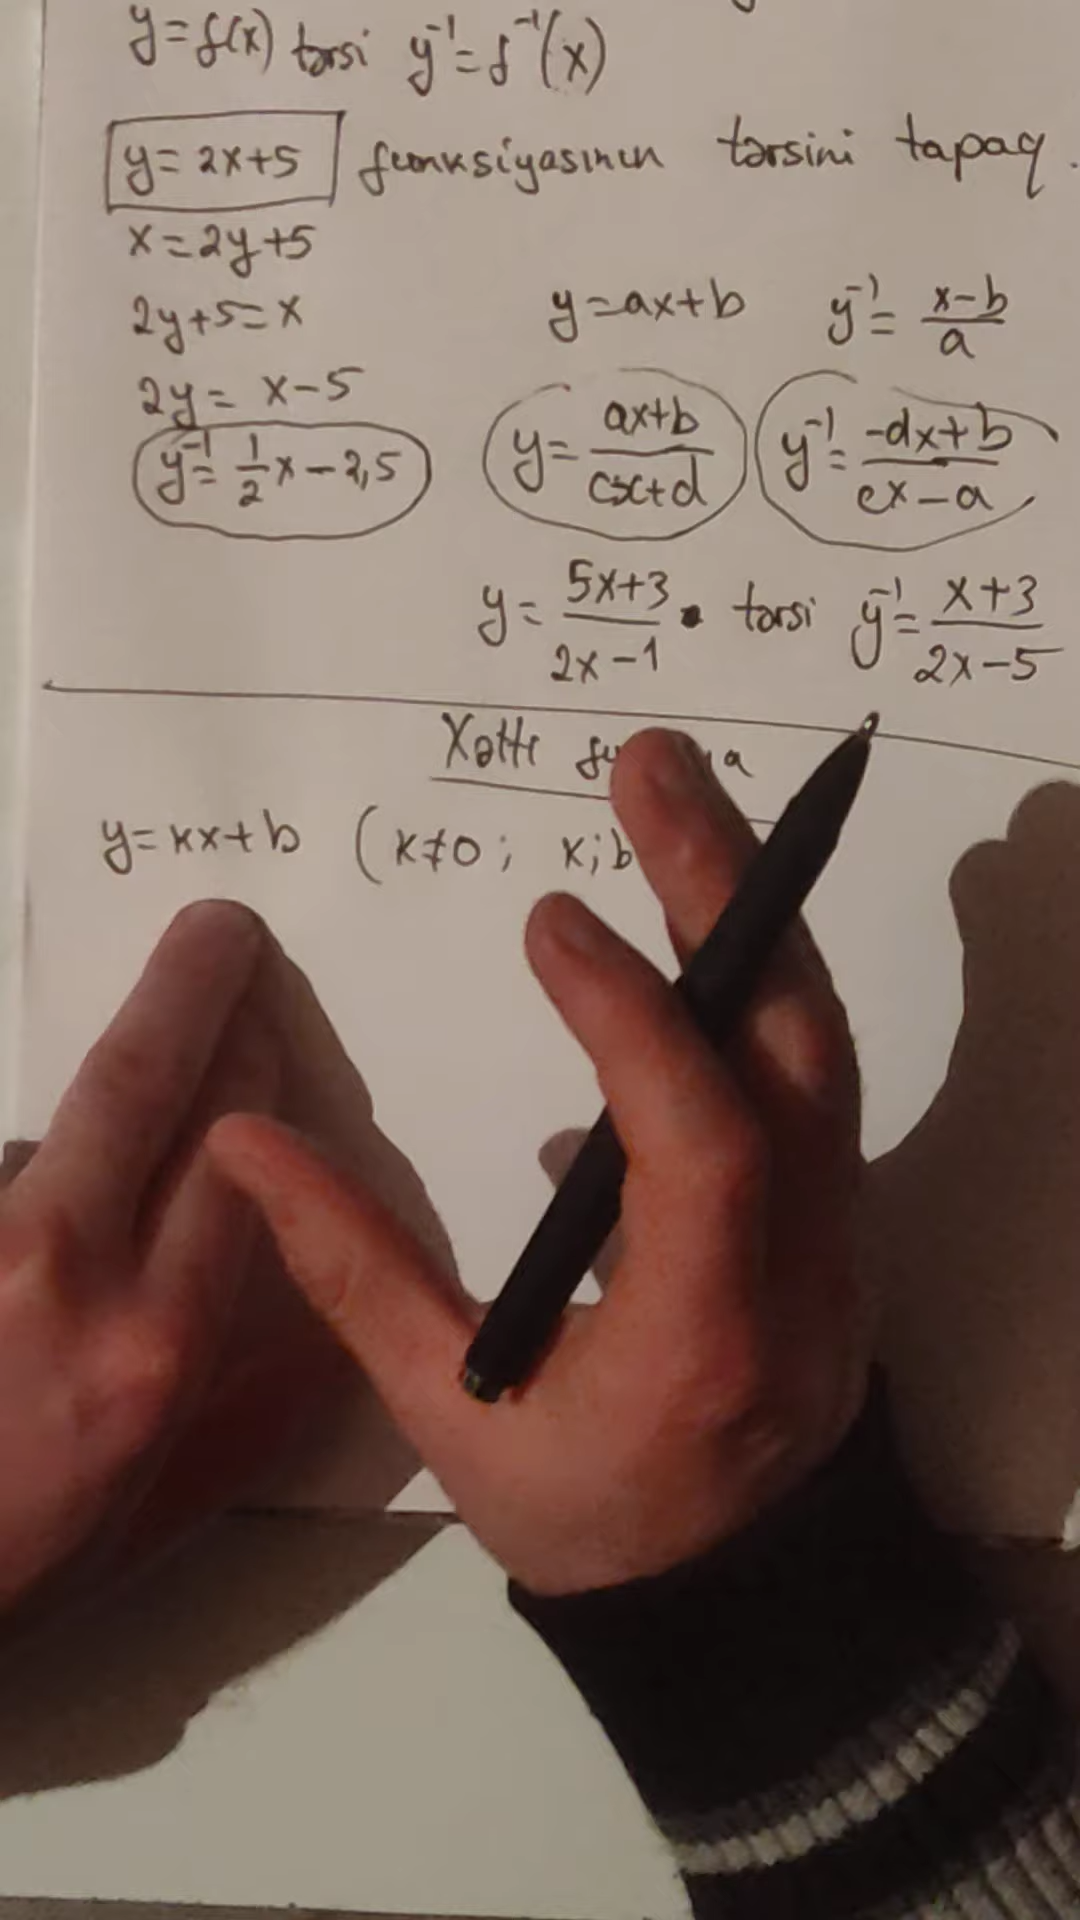 y=f(x) tərsi y⁻¹=f⁻¹(x)
y=2x+5 funksiyasının tərsini tapaq.
x=2y+5
2y+5=x
2y=x-5
y⁻¹=1/2x-2,5
y=ax+b y⁻¹=(x-b)/a
y=(ax+b)/(cx+d) y⁻¹=(-dx+b)/(cx-a)
y=(5x+3)/(2x-1) tərsi y⁻¹=(x+3)/(2x-5)
Xətti
y=kx+b (k≠0; k;b